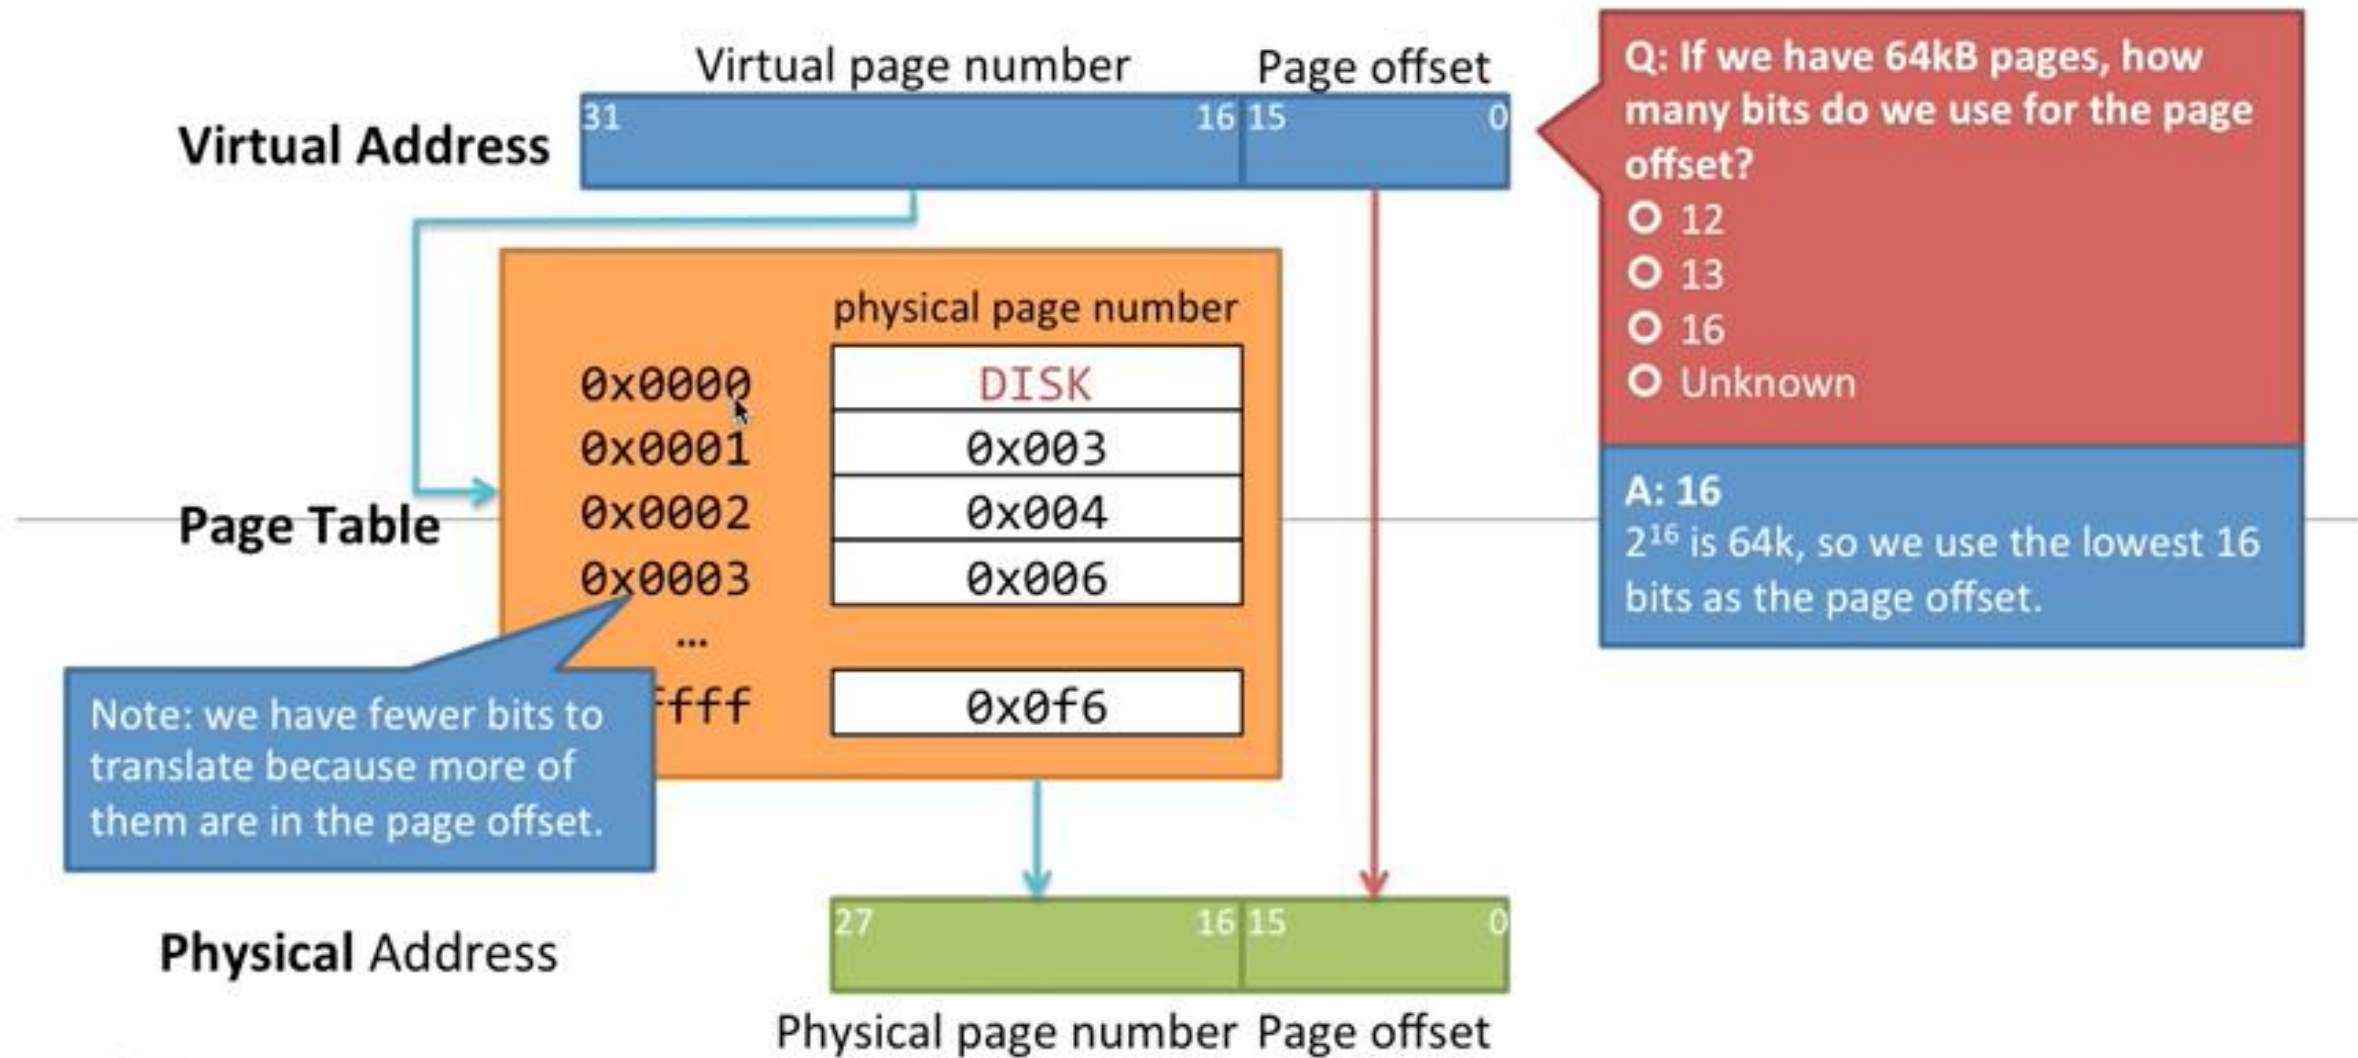 Virtual page number Page offset
Virtual Address
31 16 15 0
physical page number
0x0000 DISK
0x0001 0x003
0x0002 0x004
0x0003 0x006
...
ffff 0x0f6
Page Table
Note: we have fewer bits to
translate because more of
them are in the page offset.
Physical Address
27 16 15 0
Physical page number Page offset
Q: If we have 64kB pages, how
many bits do we use for the page
offset?
12
13
16
Unknown
A: 16
2¹⁶ is 64k, so we use the lowest 16
bits as the page offset.